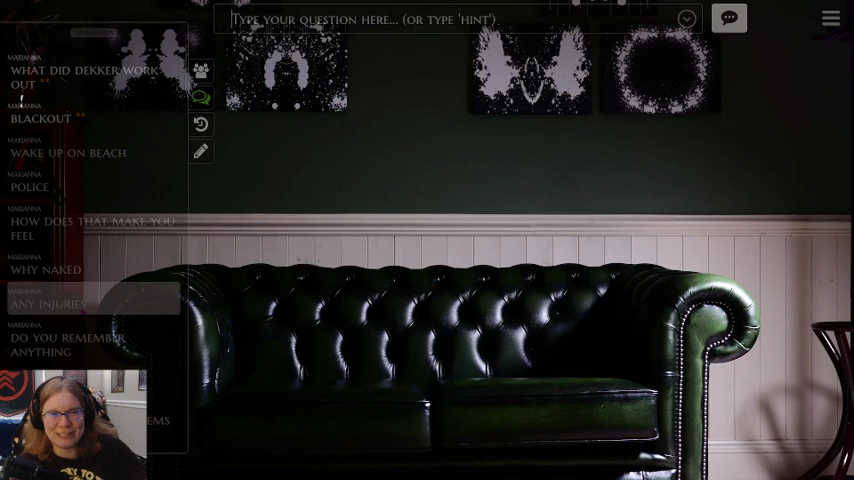 Type your question here... (or type 'hint')
MARIANNA
MARIANNA
WHAT DID DEKKER WORK
OUT **
MARIANNA
BLACKOUT **
MARIANNA
WAKE UP ON BEACH
MARIANNA
POLICE
MARIANNA
HOW DOES THAT MAKE YOU
FEEL
MARIANNA
WHY NAKED
MARIANNA
ANY INJURIES
MARIANNA
DO YOU REMEMBER
ANYTHING